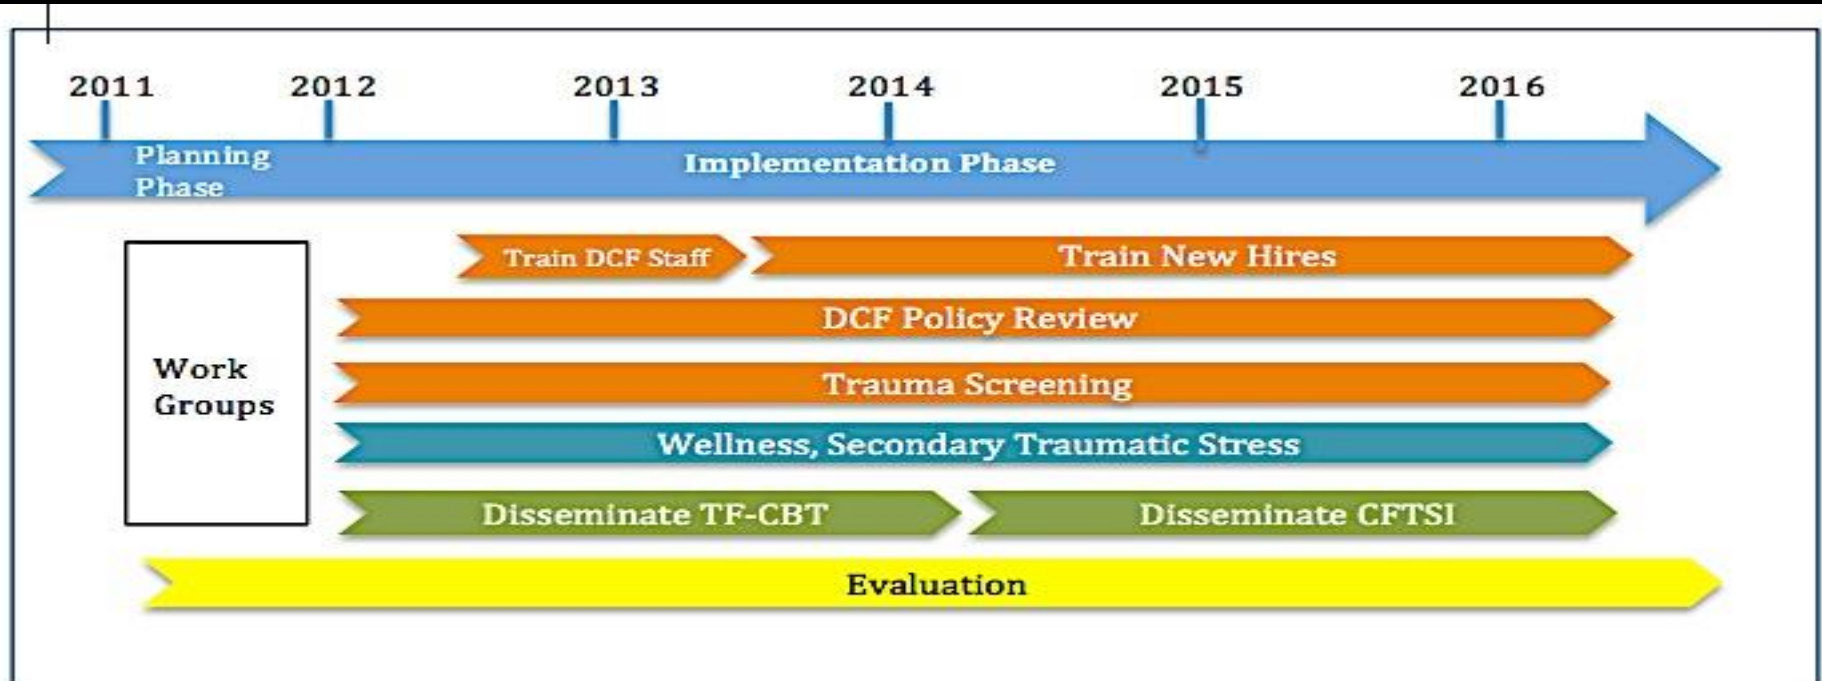 2011 2012 2013 2014 2015 2016
Planning
Phase
Implementation Phase
Train DCF Staff
Train New Hires
DCF Policy Review
Work
Groups
Trauma Screening
Wellness, Secondary Traumatic Stress
Disseminate TF-CBT
Disseminate CFTSI
Evaluation